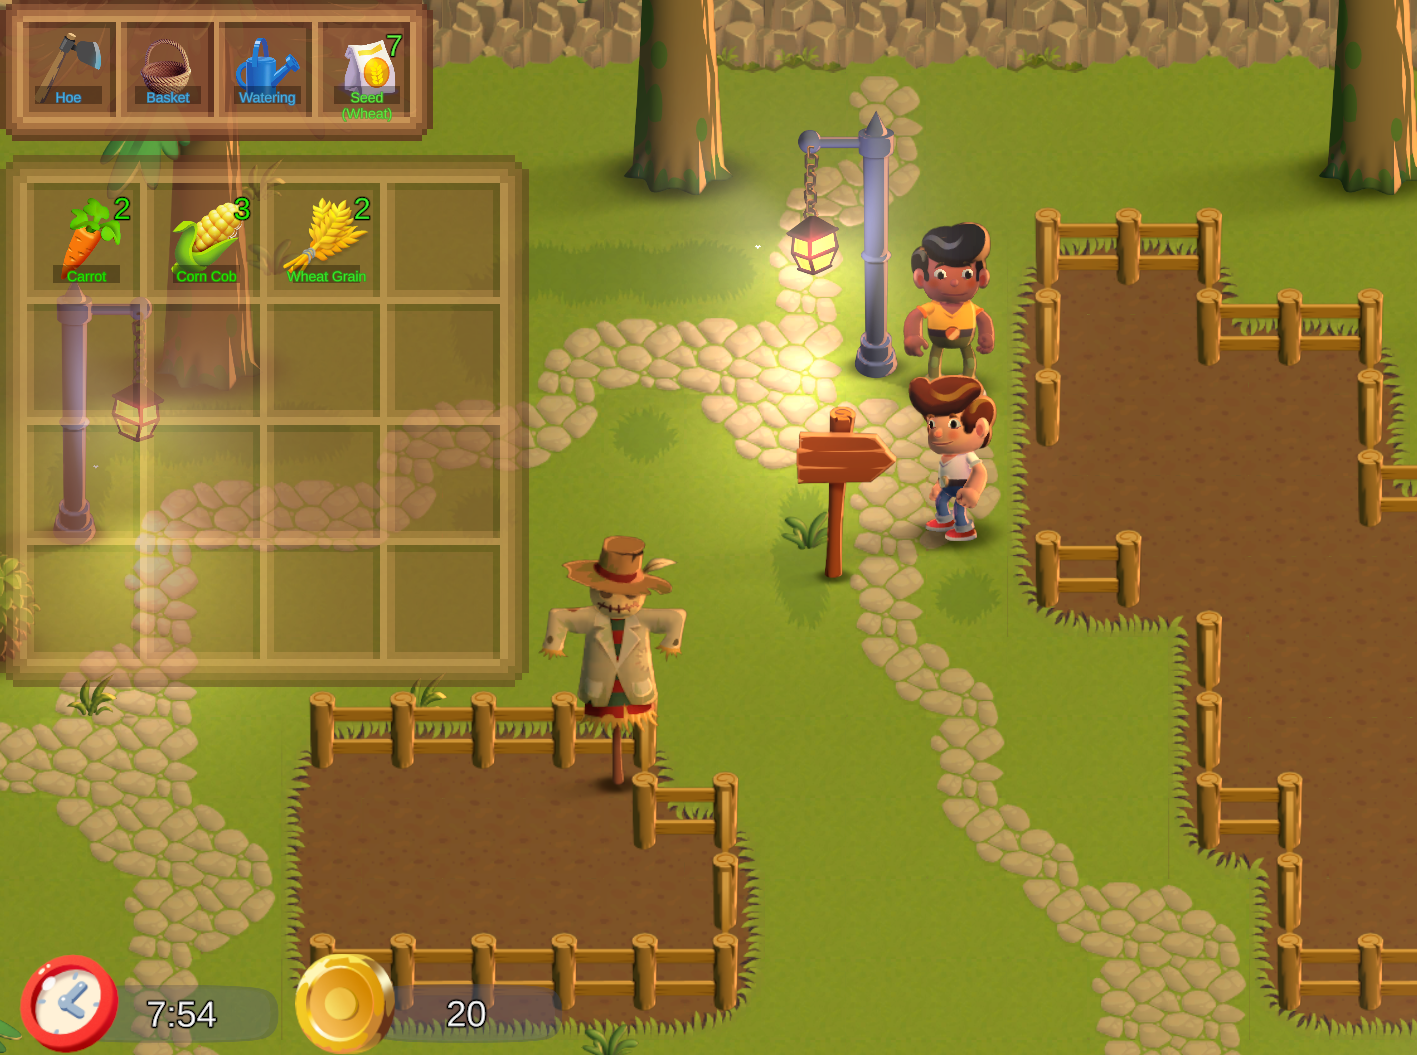 7
Hoe
Basket
Watering
Seed
(Wheat)
2
3
2
Carrot
Corn Cob
Wheat Grain
7:54
20